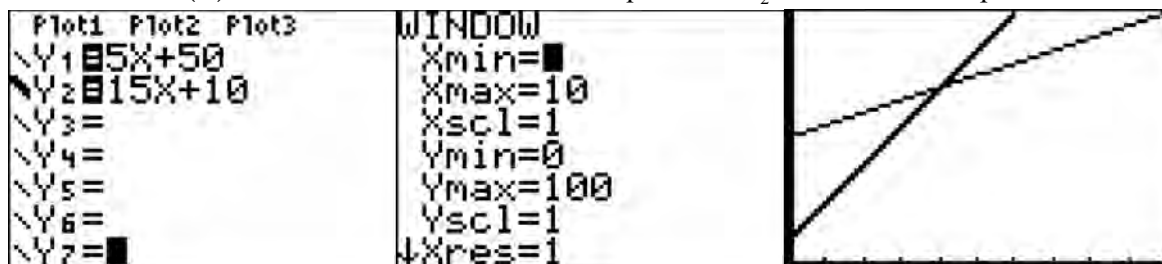 Plot1 Plot2 Plot3
\Y1=5X+50
\Y2=15X+10
\Y3=
\Y4=
\Y5=
\Y6=
\Y7=
WINDOW
Xmin=
Xmax=10
Xscl=1
Ymin=0
Ymax=100
Yscl=1
↓Xres=1